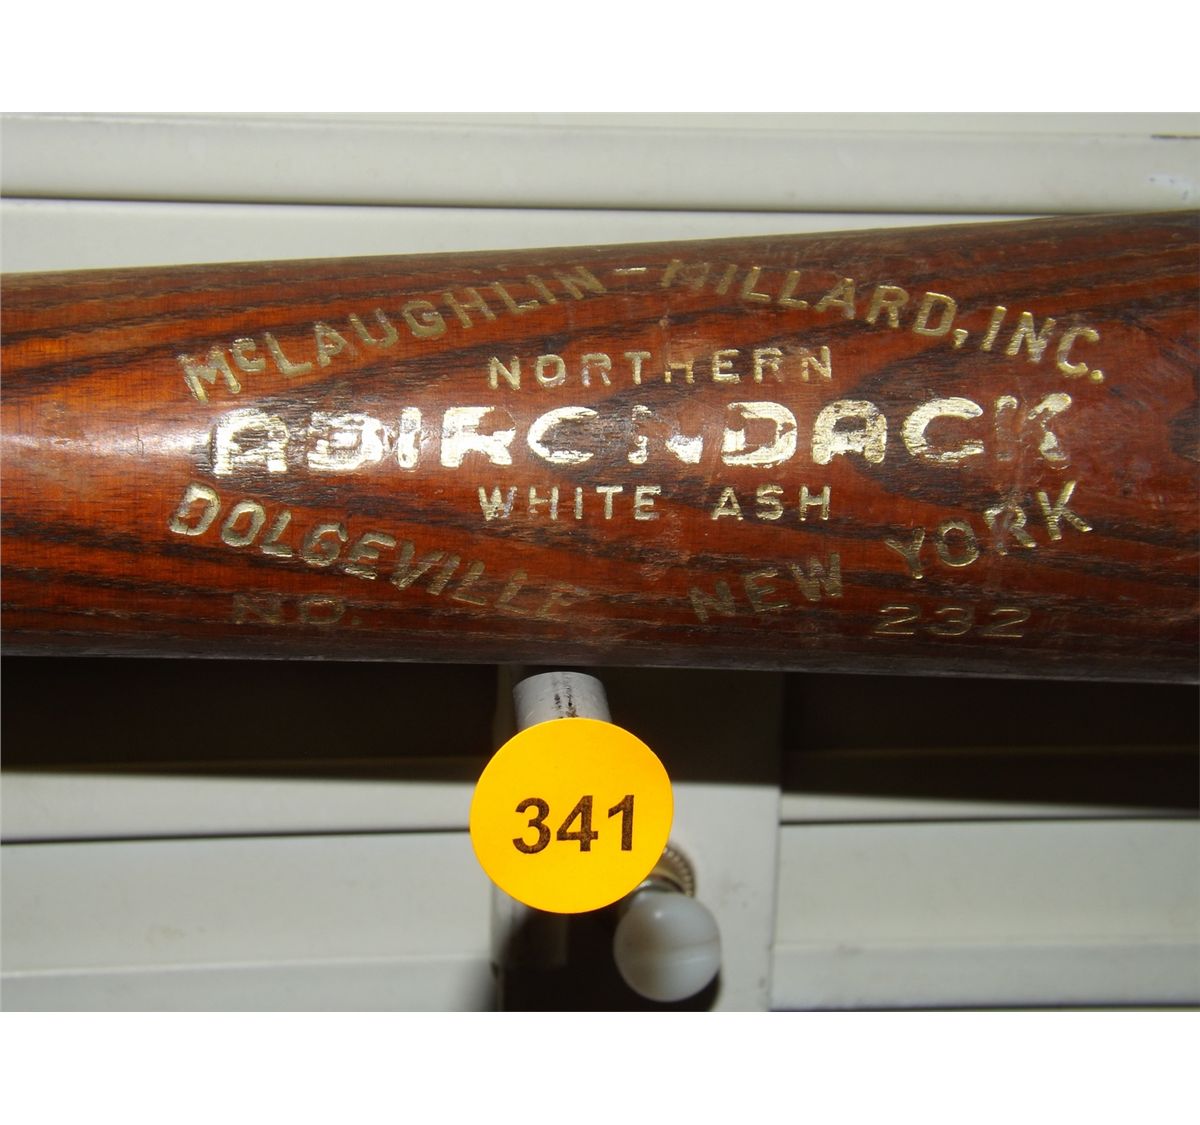 McLAUGHLIN-MILLARD, INC.
NORTHERN
ADIRONDACK
WHITE ASH
DOLGEVILLE NEW YORK
NO. 232
341